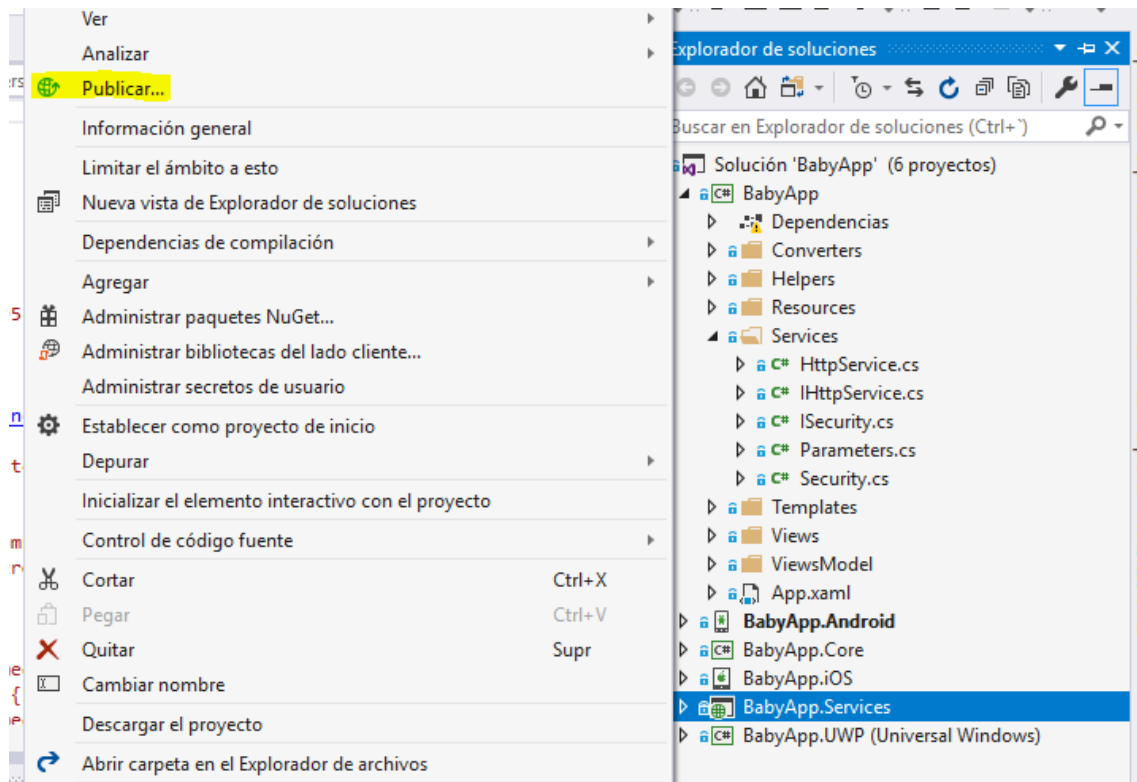 Ver
Analizar
Publicar...
Información general
Limitar el ámbito a esto
Nueva vista de Explorador de soluciones
Dependencias de compilación
Agregar
Administrar paquetes NuGet...
Administrar bibliotecas del lado cliente...
Administrar secretos de usuario
Establecer como proyecto de inicio
Depurar
Inicializar el elemento interactivo con el proyecto
Control de código fuente
Cortar Ctrl+X
Pegar Ctrl+V
Quitar Supr
Cambiar nombre
Descargar el proyecto
Abrir carpeta en el Explorador de archivos
Explorador de soluciones
Buscar en Explorador de soluciones (Ctrl+`)
Solución 'BabyApp' (6 proyectos)
C# BabyApp
Dependencias
Converters
Helpers
Resources
Services
C# HttpService.cs
C# IHttpService.cs
C# ISecurity.cs
C# Parameters.cs
C# Security.cs
Templates
Views
ViewsModel
App.xaml
BabyApp.Android
C# BabyApp.Core
BabyApp.iOS
BabyApp.Services
C# BabyApp.UWP (Universal Windows)